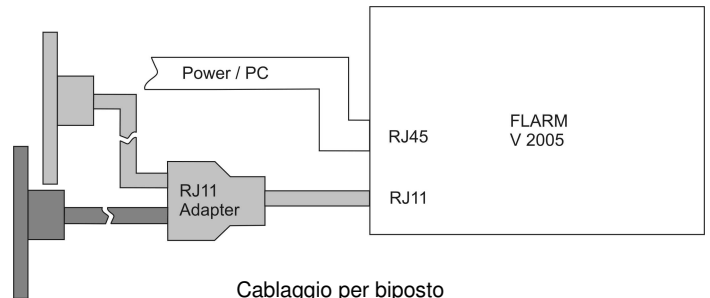 Power / PC
FLARM
V 2005
RJ45
RJ11
Adapter
RJ11
Cablaggio per biposto